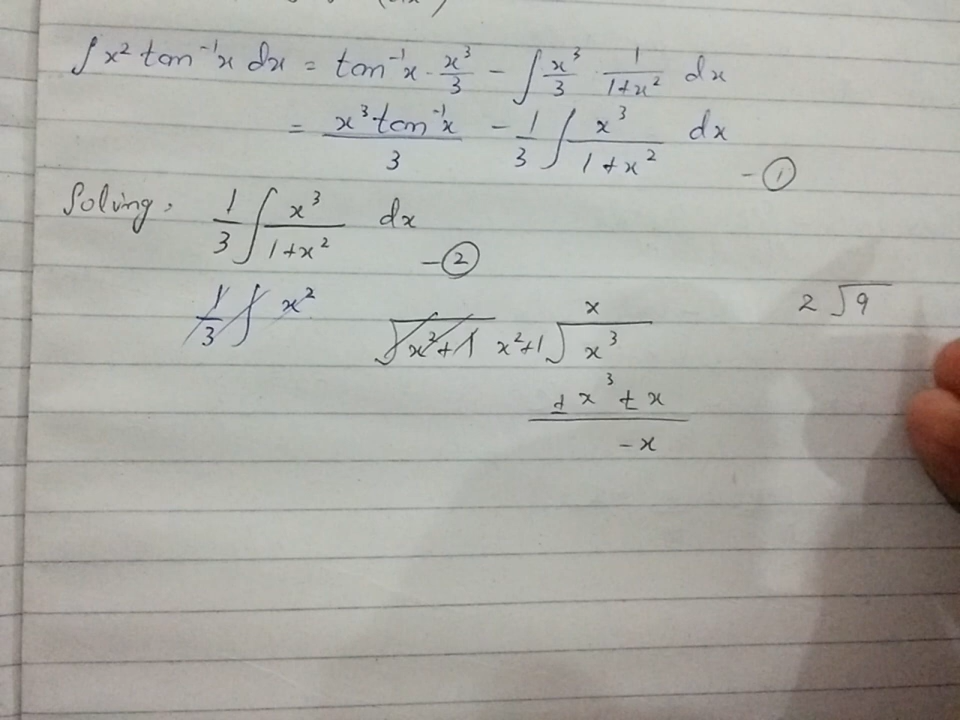 ∫x² tan⁻¹x dx = tan⁻¹x · x³/3 − ∫ x³/3 · 1/1+x² dx
= x³tan⁻¹x/3 − 1/3 ∫ x³/1+x² dx − ①
Solving, 1/3 ∫ x³/1+x² dx − ②
1/3 ∫ x²
x
√x²+1 x²+1 √x³ 2 √9
± x³ ± x
−x